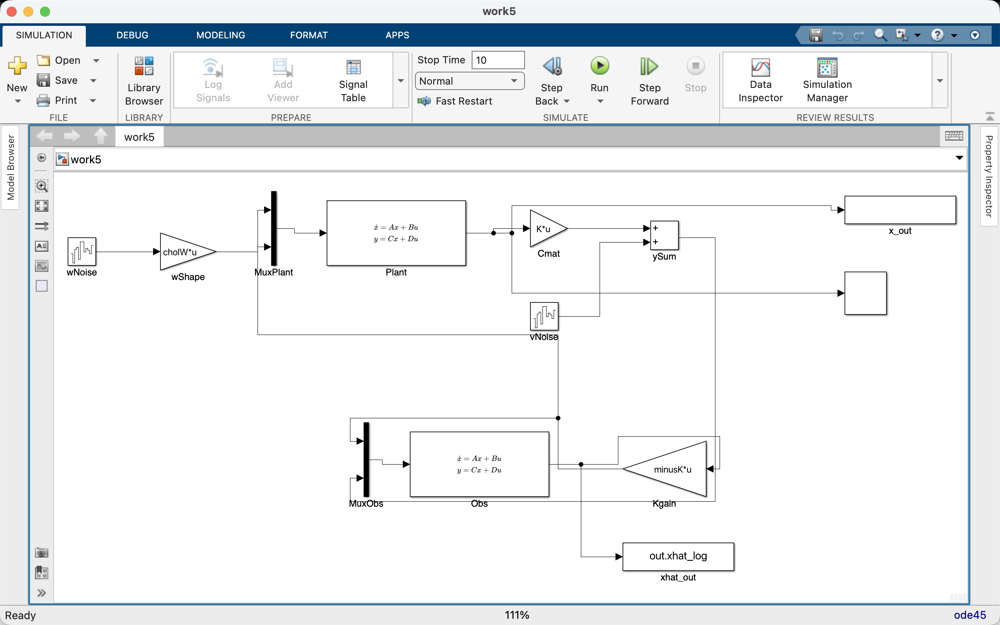 work5
SIMULATION
DEBUG
MODELING
FORMAT
APPS
New
Open
Save
Print
FILE
Library
Browser
LIBRARY
Log
Signals
Add
Viewer
Signal
Table
PREPARE
Stop Time 10
Normal
Fast Restart
Step
Back
Run
Step
Forward
Stop
SIMULATE
Data
Inspector
Simulation
Manager
REVIEW RESULTS
Model Browser
Property Inspector
work5
work5
wNoise
cholW*u
wShape
MuxPlant
ẋ = Ax + Bu
y = Cx + Du
Plant
K*u
Cmat
+
+
ySum
x_out
vNoise
MuxObs
ẋ = Ax + Bu
y = Cx + Du
Obs
minusK*u
Kgain
out.xhat_log
xhat_out
Ready
111%
ode45